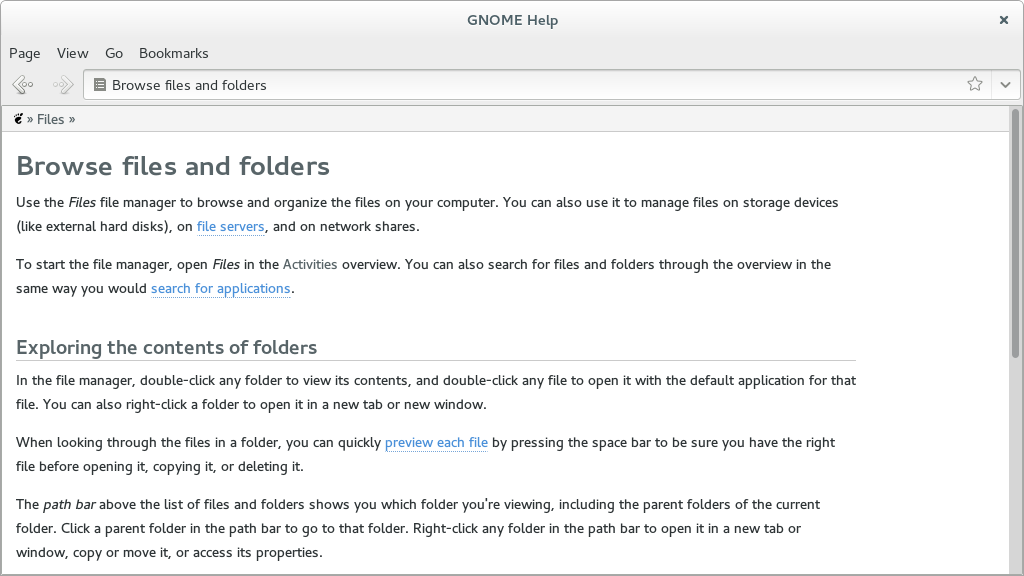 GNOME Help
Page View Go Bookmarks
Browse files and folders
» Files »
Browse files and folders
Use the Files file manager to browse and organize the files on your computer. You can also use it to manage files on storage devices
(like external hard disks), on file servers, and on network shares.
To start the file manager, open Files in the Activities overview. You can also search for files and folders through the overview in the
same way you would search for applications.
Exploring the contents of folders
In the file manager, double-click any folder to view its contents, and double-click any file to open it with the default application for that
file. You can also right-click a folder to open it in a new tab or new window.
When looking through the files in a folder, you can quickly preview each file by pressing the space bar to be sure you have the right
file before opening it, copying it, or deleting it.
The path bar above the list of files and folders shows you which folder you're viewing, including the parent folders of the current
folder. Click a parent folder in the path bar to go to that folder. Right-click any folder in the path bar to open it in a new tab or
window, copy or move it, or access its properties.